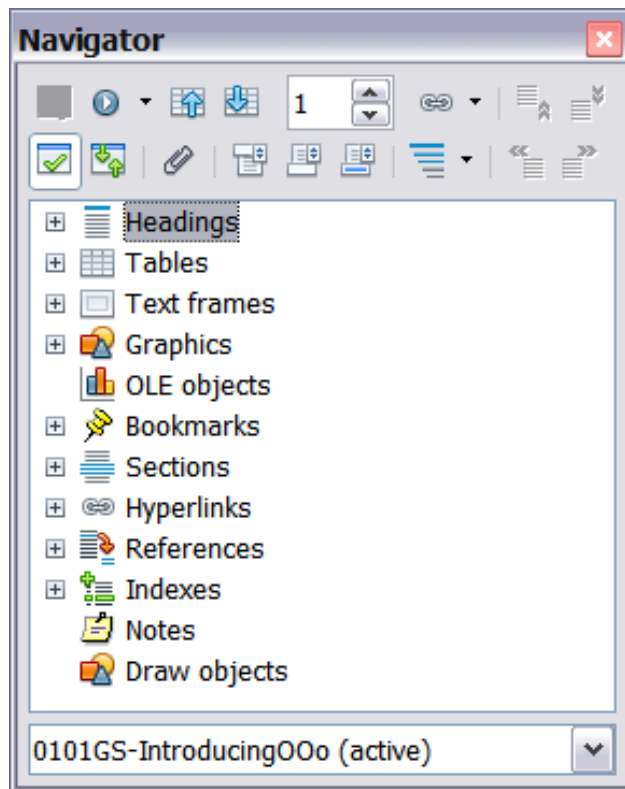 Navigator
1
Headings
Tables
Text frames
Graphics
OLE objects
Bookmarks
Sections
Hyperlinks
References
Indexes
Notes
Draw objects
0101GS-IntroducingOOo (active)